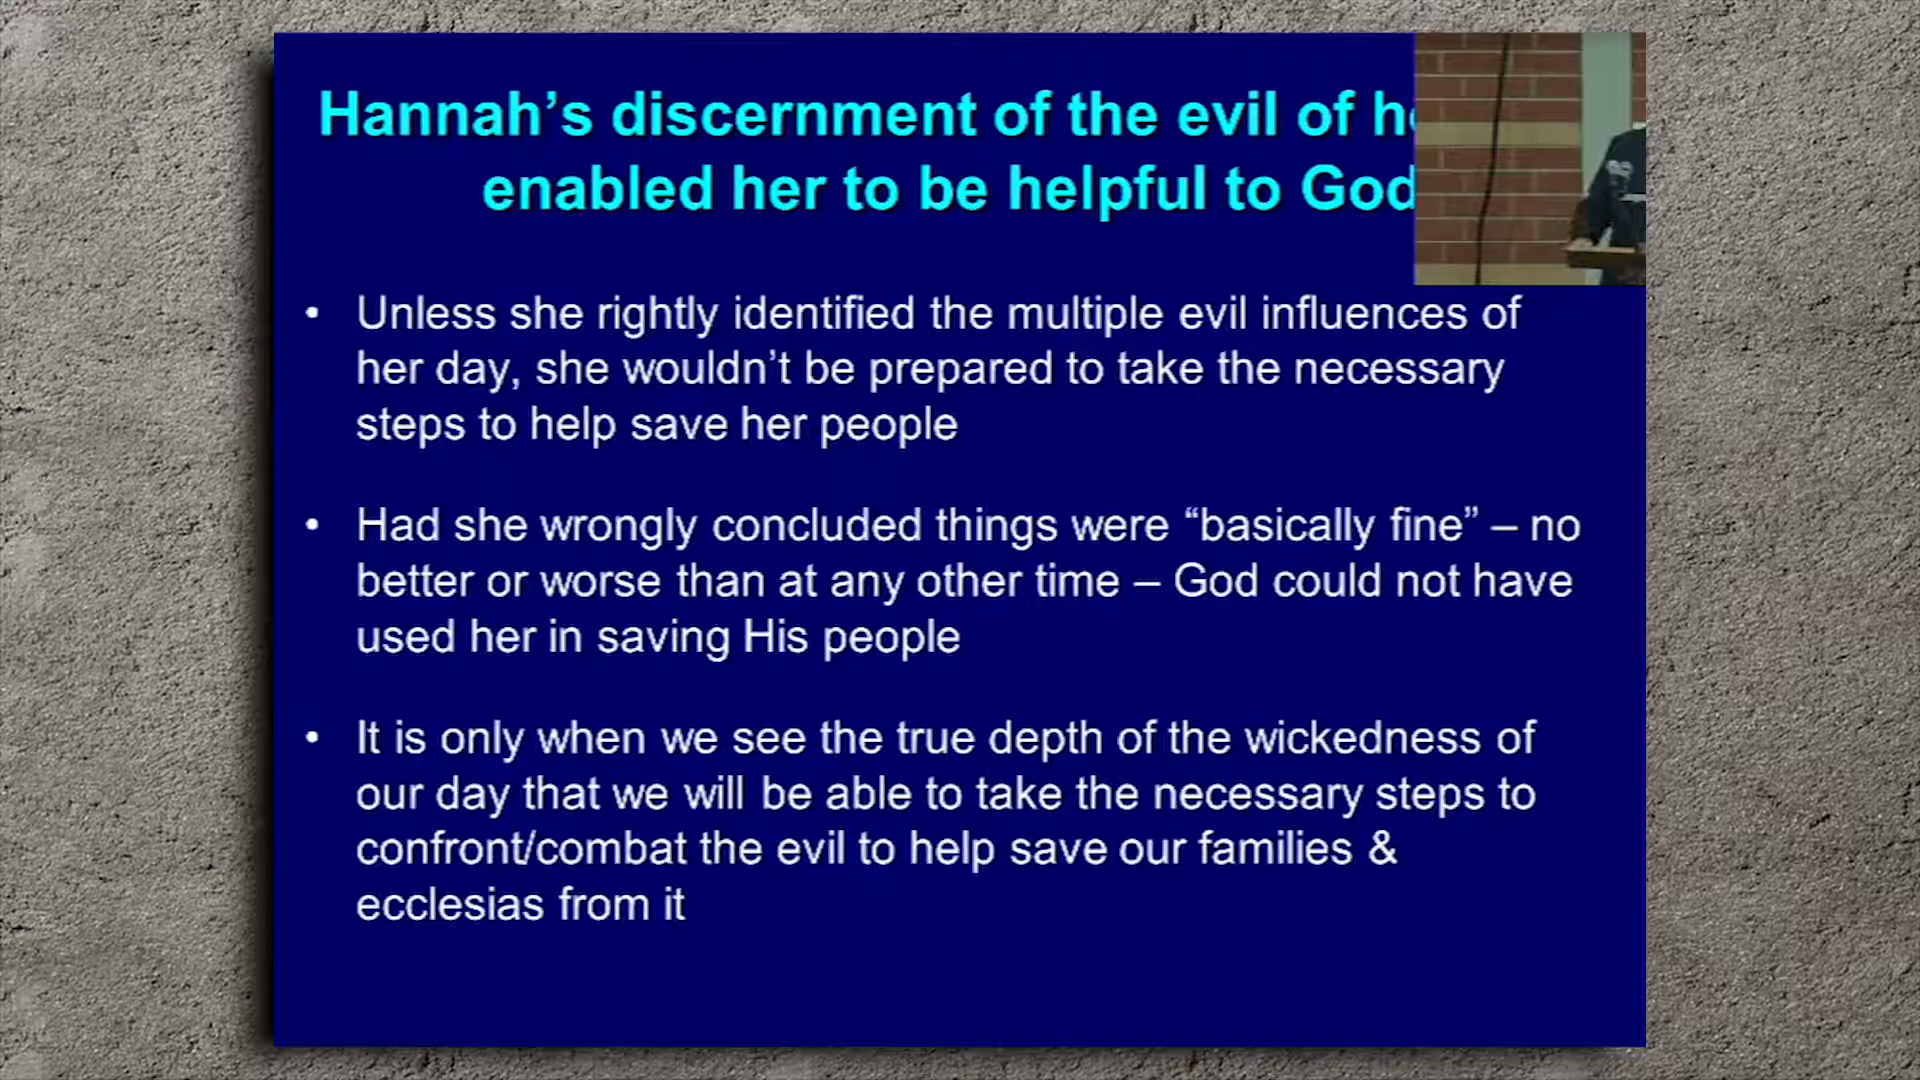 Hannah’s discernment of the evil of
enabled her to be helpful to God
• Unless she rightly identified the multiple evil influences of
her day, she wouldn’t be prepared to take the necessary
steps to help save her people
• Had she wrongly concluded things were “basically fine” – no
better or worse than at any other time – God could not have
used her in saving His people
• It is only when we see the true depth of the wickedness of
our day that we will be able to take the necessary steps to
confront/combat the evil to help save our families &
ecclesias from it